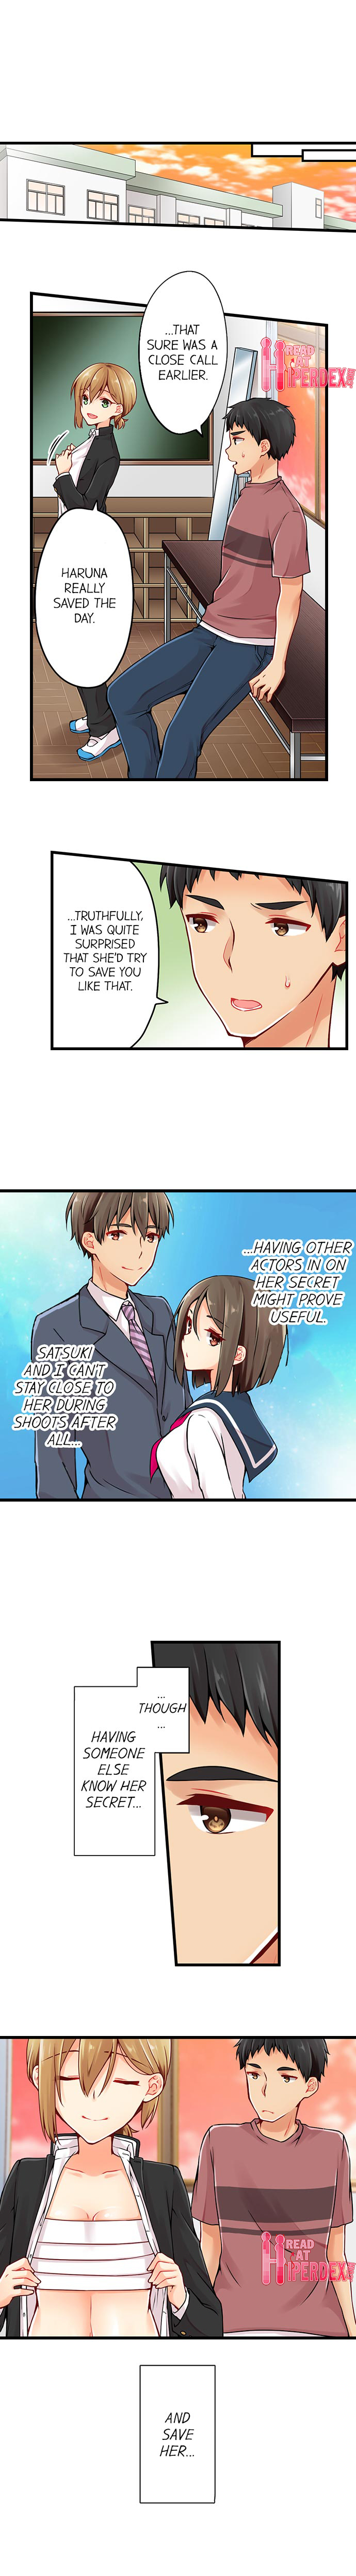 ...THAT
SURE WAS A
CLOSE CALL
EARLIER.
READ
AT
HIPERDEX!!
HARUNA
REALLY
SAVED THE
DAY.
...TRUTHFULLY,
I WAS QUITE
SURPRISED
THAT SHE'D TRY
TO SAVE YOU
LIKE THAT.
...HAVING OTHER
ACTORS IN ON
HER SECRET
MIGHT PROVE
USEFUL.
SATSUKI
AND I CAN'T
STAY CLOSE TO
HER DURING
SHOOTS AFTER
ALL...
...
THOUGH
...
HAVING
SOMEONE
ELSE
KNOW HER
SECRET...
READ
AT
HIPERDEX!!
AND
SAVE
HER...